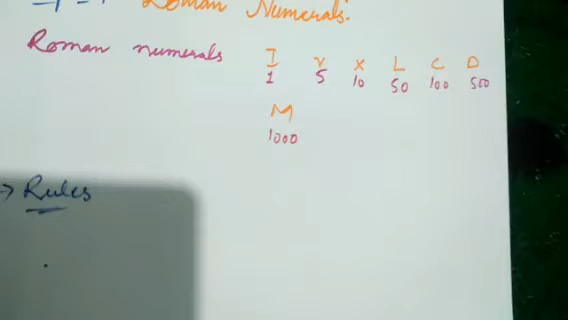 Roman Numerals.
Roman numerals I V X L C D
1 5 10 50 100 500
M
1000
→ Rules